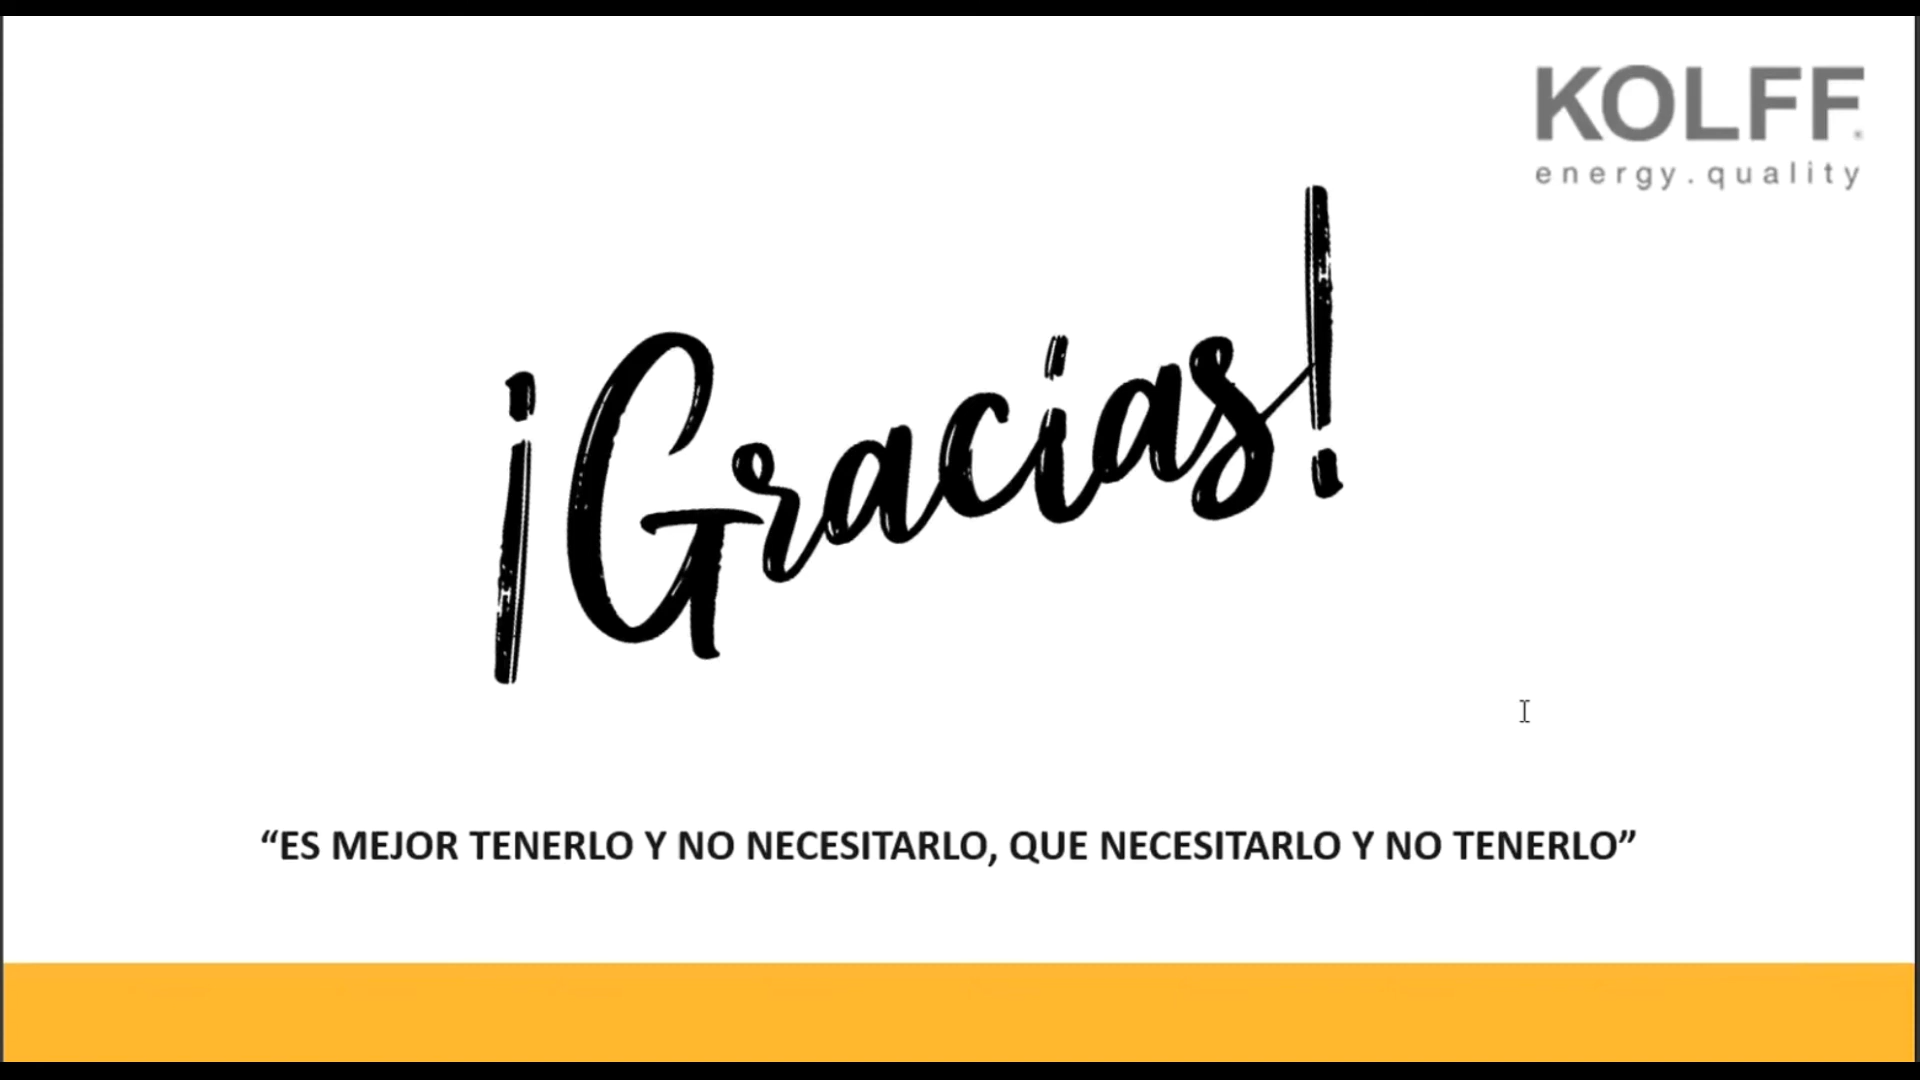 KOLFF
energy.quality
¡Gracias!
“ES MEJOR TENERLO Y NO NECESITARLO, QUE NECESITARLO Y NO TENERLO”